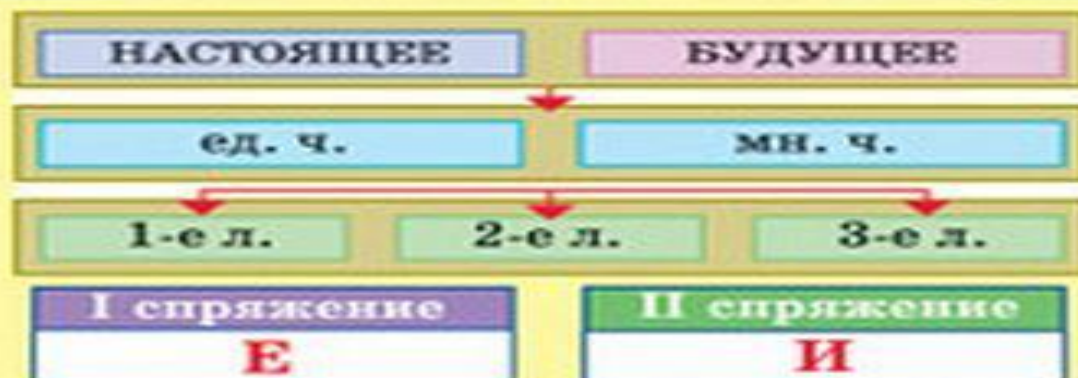 НАСТОЯЩЕЕ БУДУЩЕЕ
ед. ч. мн. ч.
1-е л. 2-е л. 3-е л.
I спряжение II спряжение
Е И